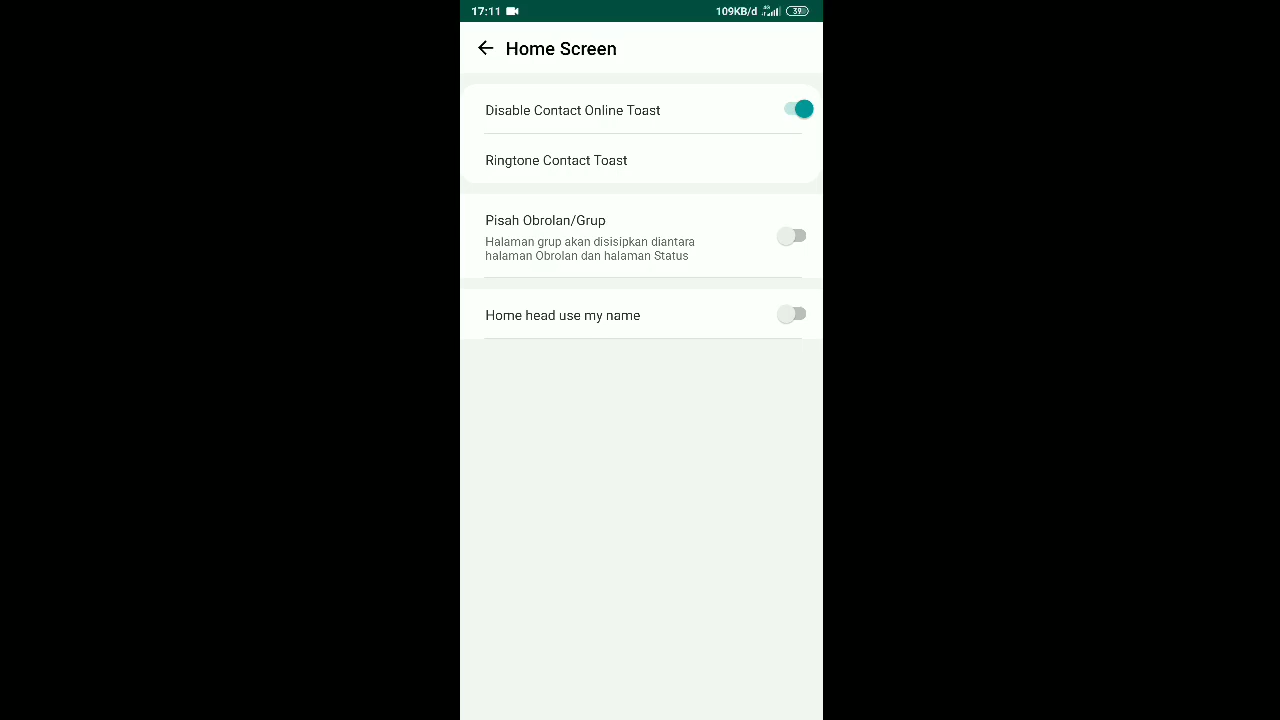 17:11 109KB/d 4G 39
Home Screen
Disable Contact Online Toast
Ringtone Contact Toast
Pisah Obrolan/Grup
Halaman grup akan disisipkan diantara
halaman Obrolan dan halaman Status
Home head use my name